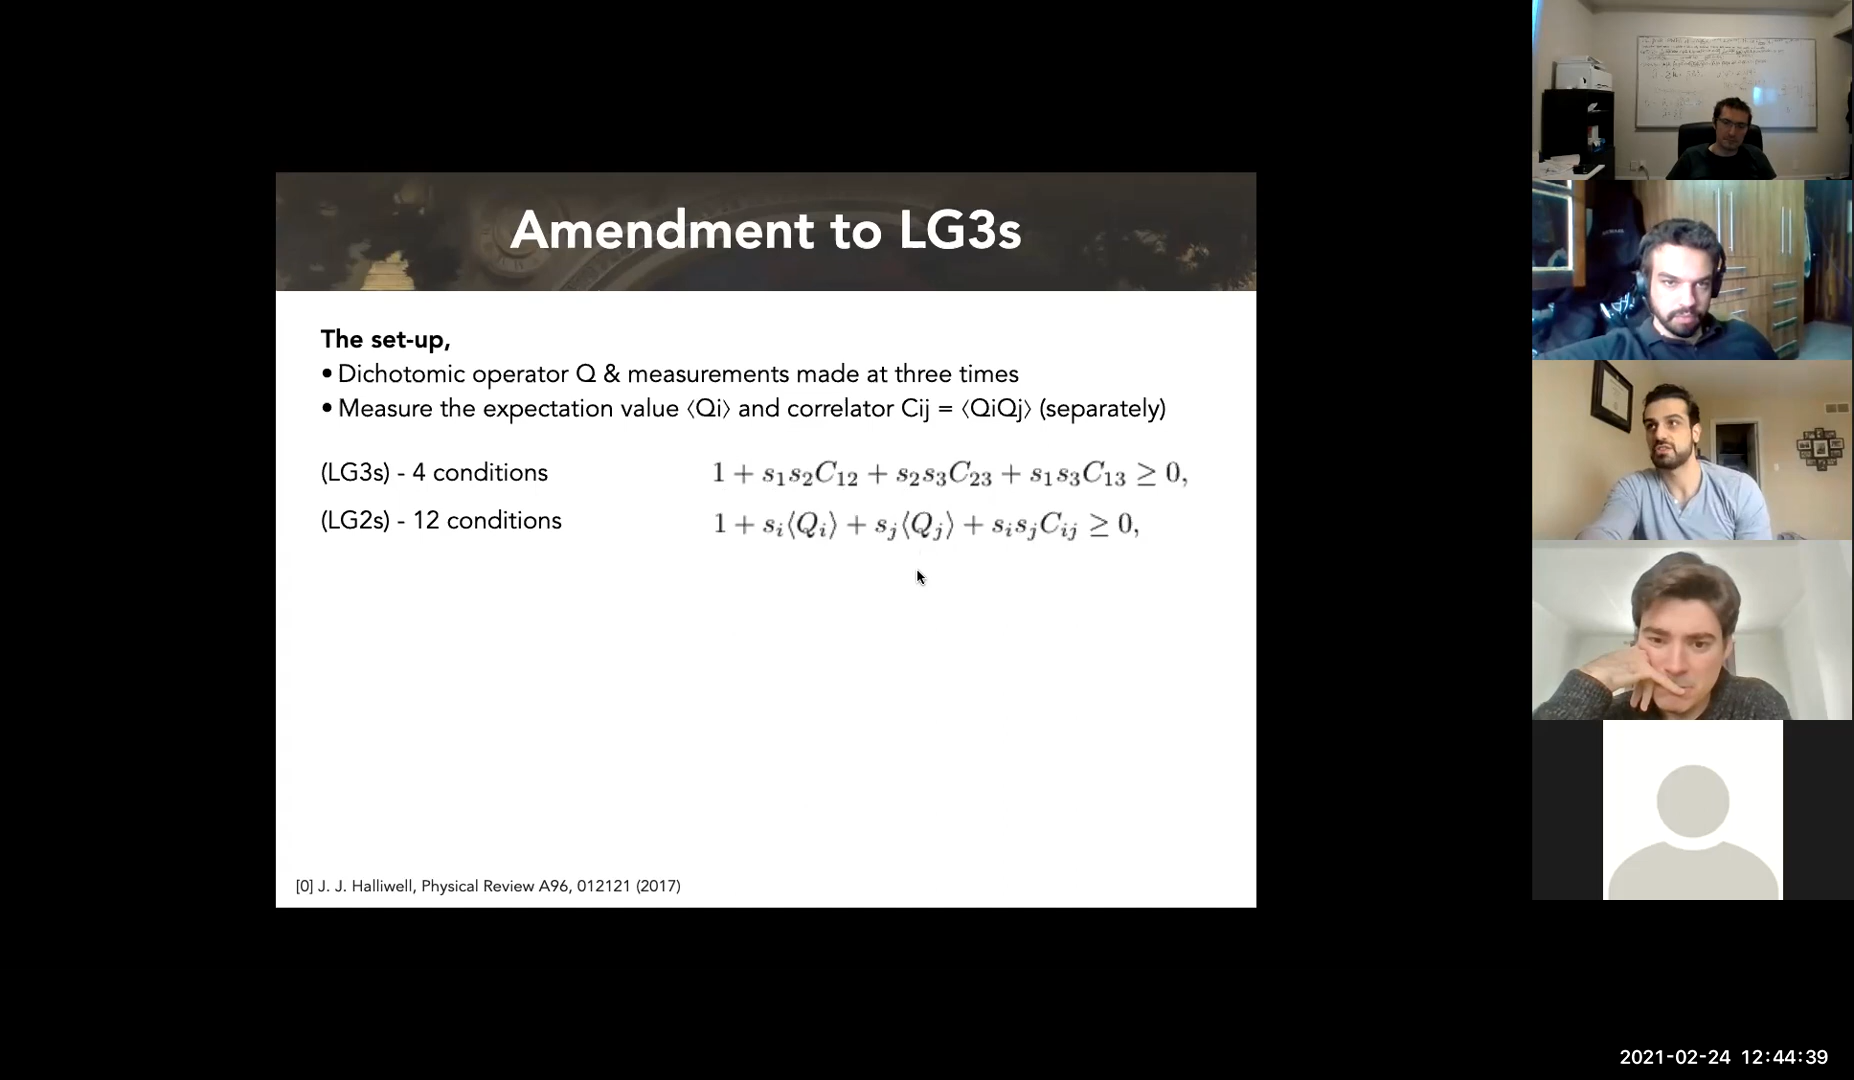 Amendment to LG3s
The set-up,
• Dichotomic operator Q & measurements made at three times
• Measure the expectation value ⟨Qi⟩ and correlator Cij = ⟨QiQj⟩ (separately)
(LG3s) - 4 conditions 1 + s₁s₂C₁₂ + s₂s₃C₂₃ + s₁s₃C₁₃ ≥ 0,
(LG2s) - 12 conditions 1 + sᵢ⟨Qᵢ⟩ + sⱼ⟨Qⱼ⟩ + sᵢsⱼCᵢⱼ ≥ 0,
[0] J. J. Halliwell, Physical Review A96, 012121 (2017)
2021-02-24 12:44:39